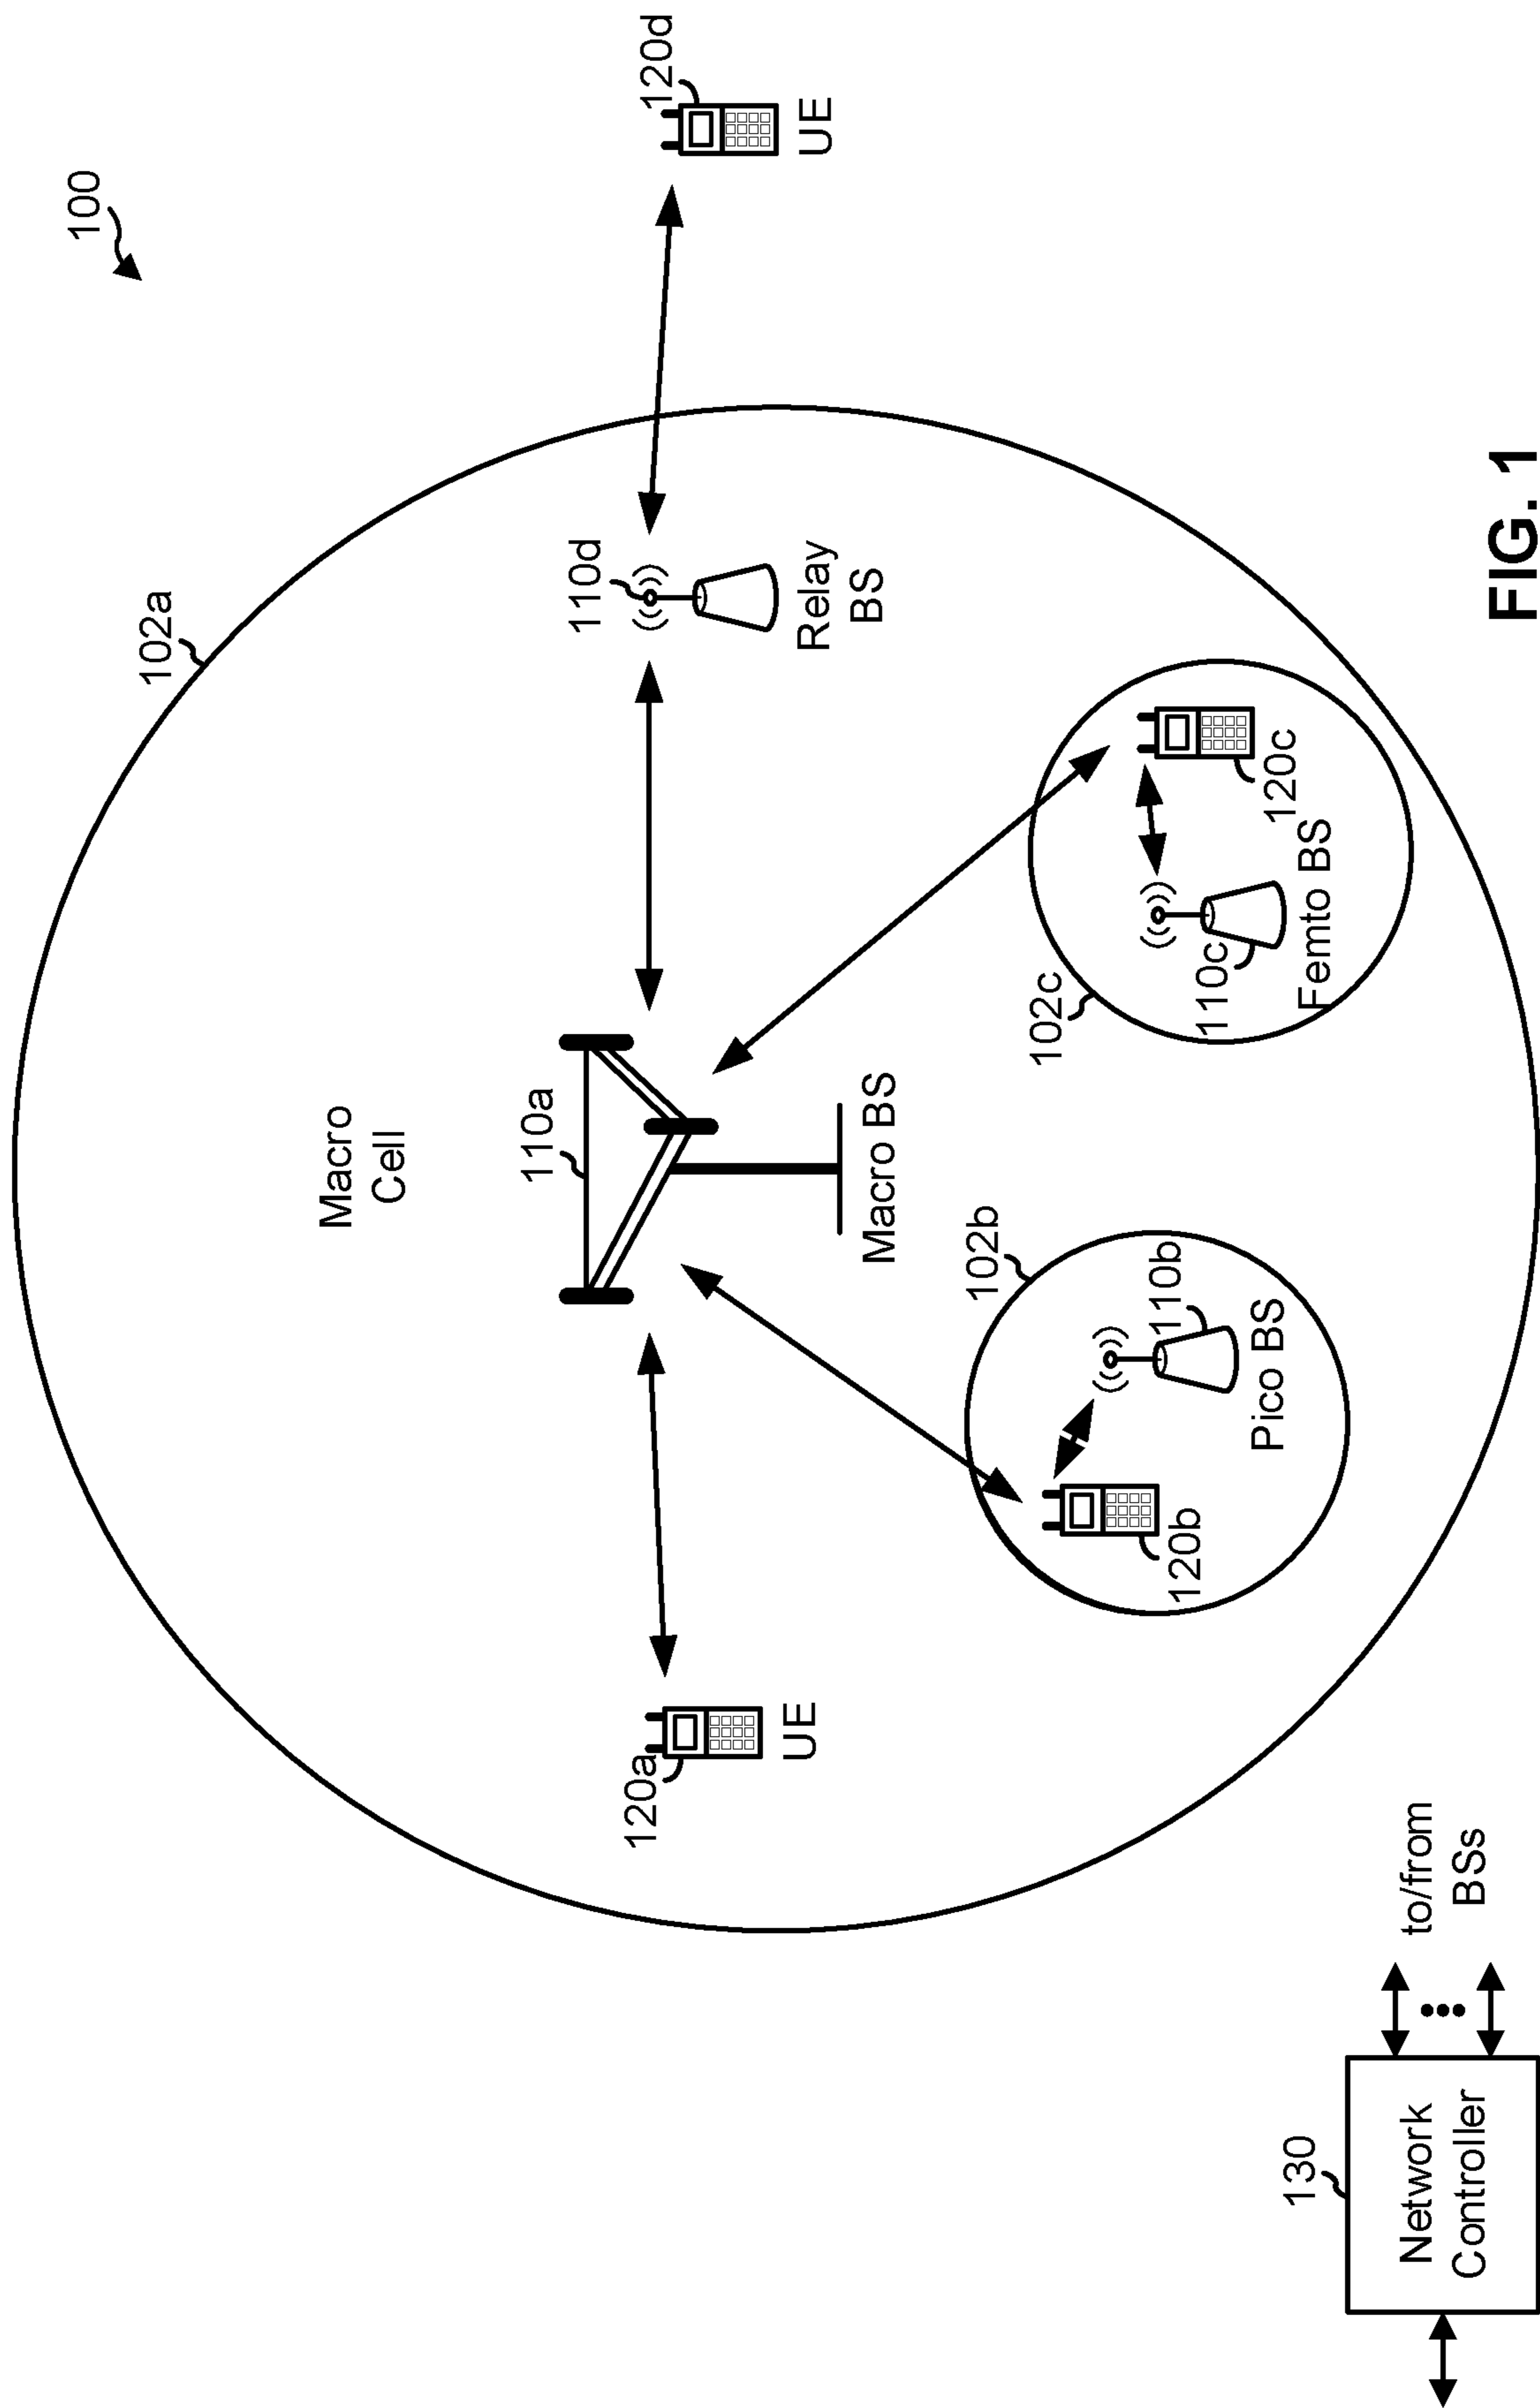 100
102a
Macro
Cell
110a
110d
120d
120a
UE
Macro BS
Relay
BS
UE
102b
102c
120b
110b
Pico BS
110c
120c
Femto BS
130
Network
Controller
to/from
BSs
FIG. 1